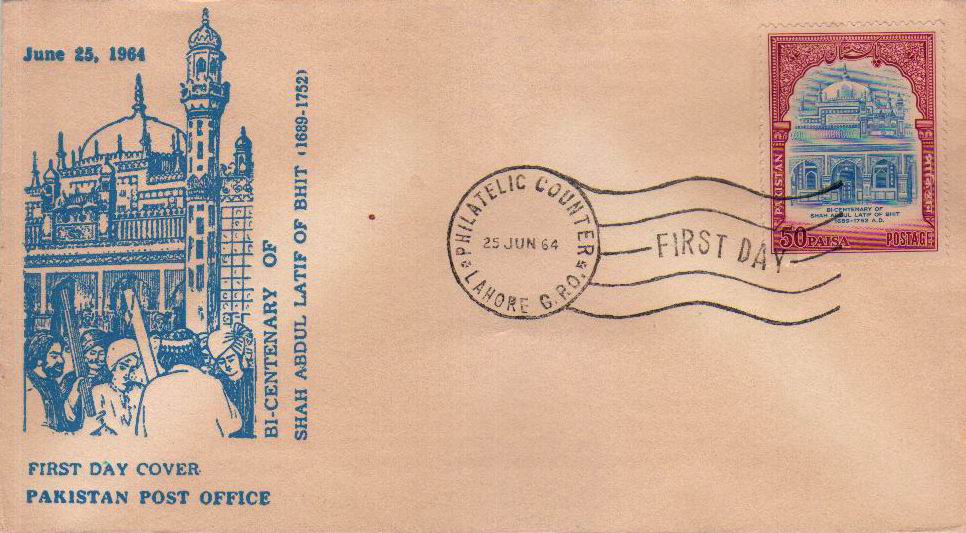 June 25, 1964
BI-CENTENARY OF
SHAH ABDUL LATIF OF BHIT (1689-1752)
FIRST DAY COVER
PAKISTAN POST OFFICE
PHILATELIC COUNTER
25 JUN 64
LAHORE G.P.O.
FIRST DAY
پاکستان
PAKISTAN
পাকিস্তান
BI-CENTENARY OF
SHAH ABDUL LATIF OF BHIT
1689-1752 A.D.
50 PAISA
POSTAGE